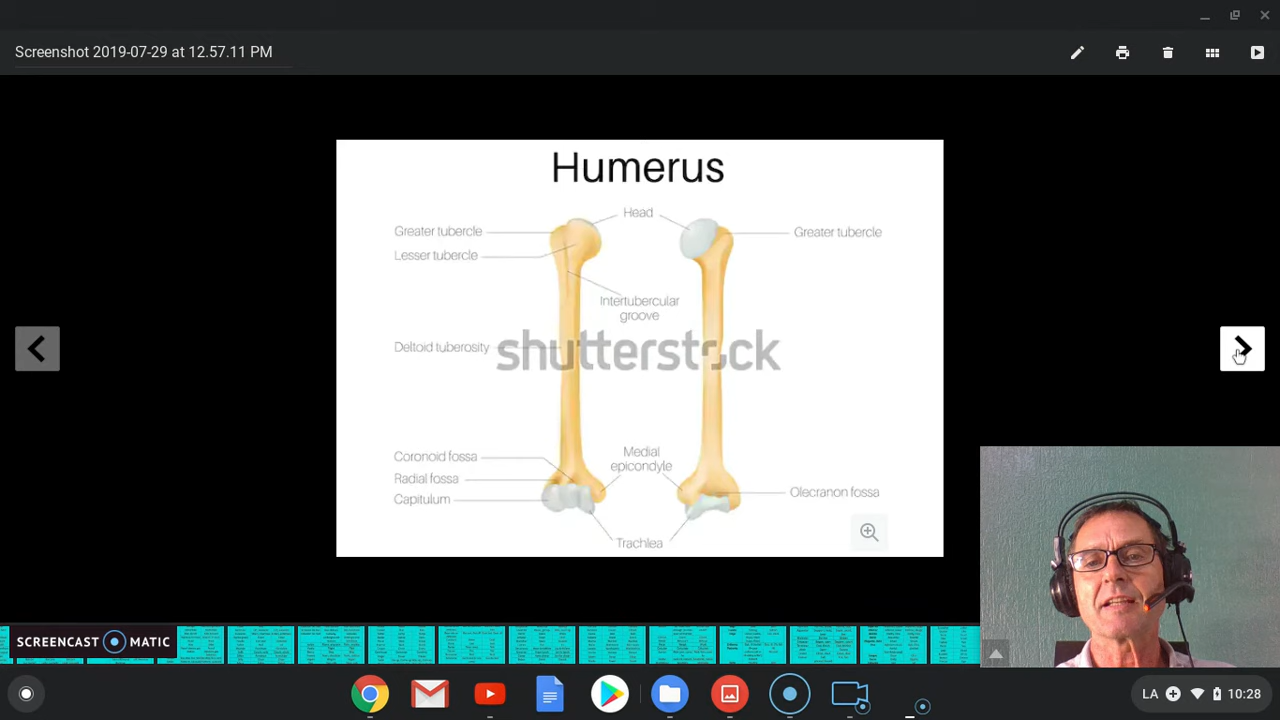 Screenshot 2019-07-29 at 12.57.11 PM
Humerus
Head
Greater tubercle
Greater tubercle
Lesser tubercle
Intertubercular
groove
Deltoid tuberosity
shutterstock
Coronoid fossa
Medial
epicondyle
Radial fossa
Capitulum
Olecranon fossa
Trachlea
SCREENCAST MATIC
LA
10:28